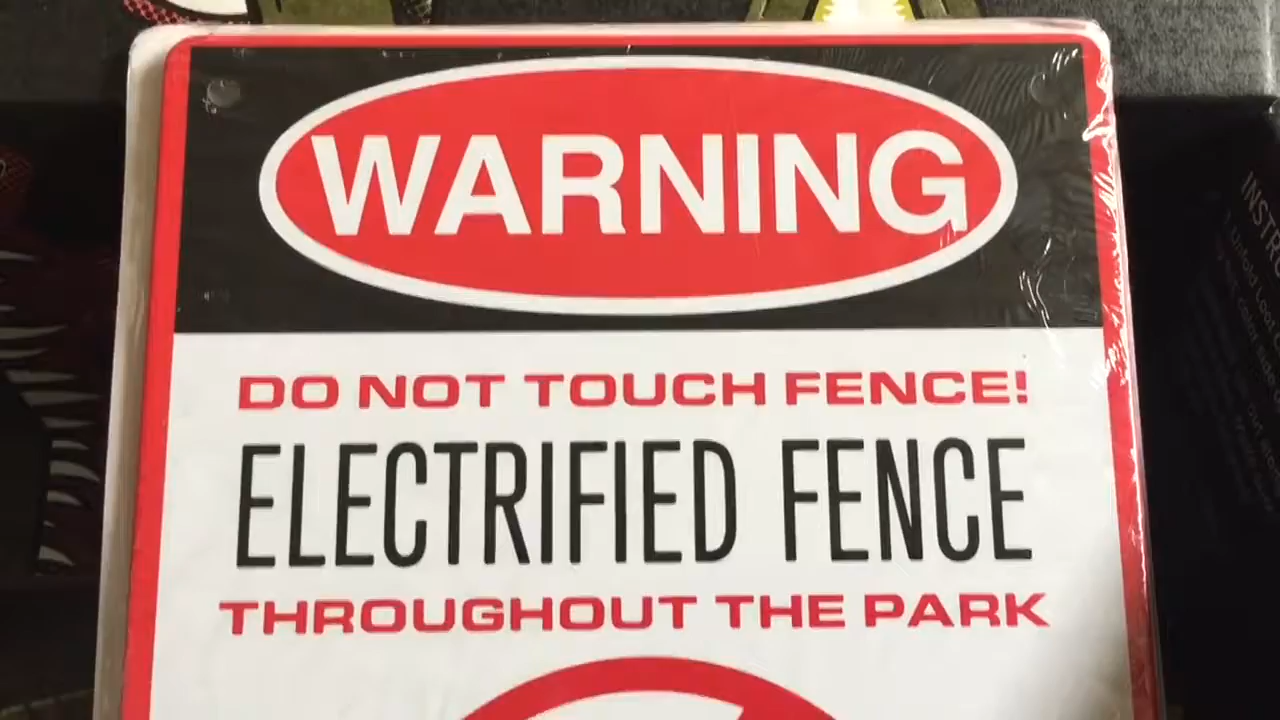 WARNING
DO NOT TOUCH FENCE!
ELECTRIFIED FENCE
THROUGHOUT THE PARK